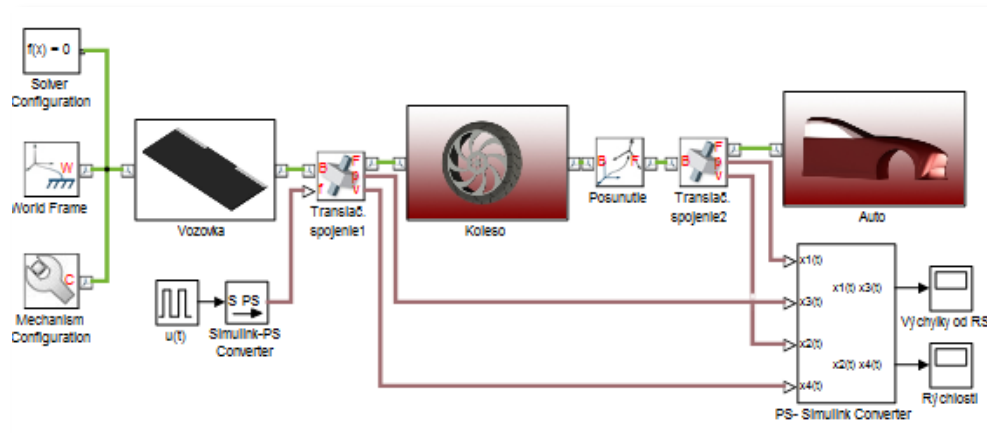 f(x) = 0
Solver
Configuration
W
World Frame
C
Mechanism
Configuration
Vozovka
B
f
F
q
v
Translač.
spojenie1
Koleso
B
F
Posunutie
B
F
q
v
Translač.
spojenie2
Auto
u(t)
S PS
Simulink-PS
Converter
x1(t)
x3(t)
x2(t)
x4(t)
x1(t) x3(t)
x2(t) x4(t)
PS- Simulink Converter
Výchylky od RS
Rýchlosti